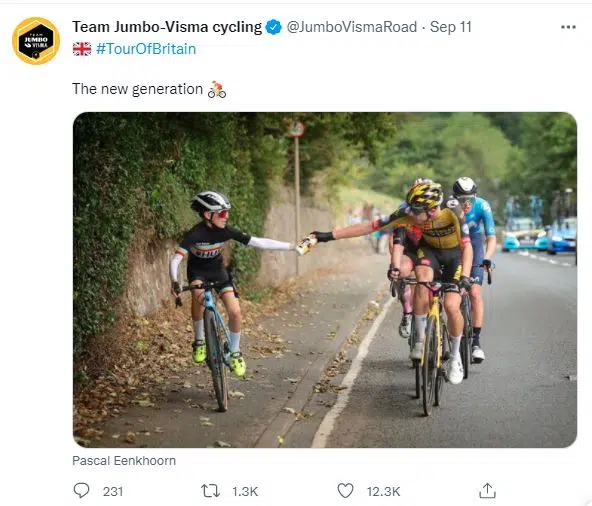 Team Jumbo-Visma cycling @JumboVismaRoad · Sep 11
#TourOfBritain
The new generation
Pascal Eenkhoorn
231 1.3K 12.3K
TEAM
JUMBO
VISMA